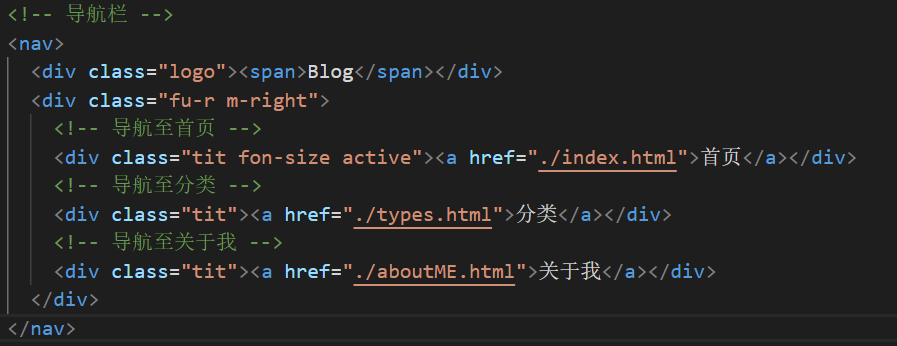 <!-- 导航栏 -->
<nav>
  <div class="logo"><span>Blog</span></div>
  <div class="fu-r m-right">
    <!-- 导航至首页 -->
    <div class="tit fon-size active"><a href="./index.html">首页</a></div>
    <!-- 导航至分类 -->
    <div class="tit"><a href="./types.html">分类</a></div>
    <!-- 导航至关于我 -->
    <div class="tit"><a href="./aboutME.html">关于我</a></div>
  </div>
</nav>